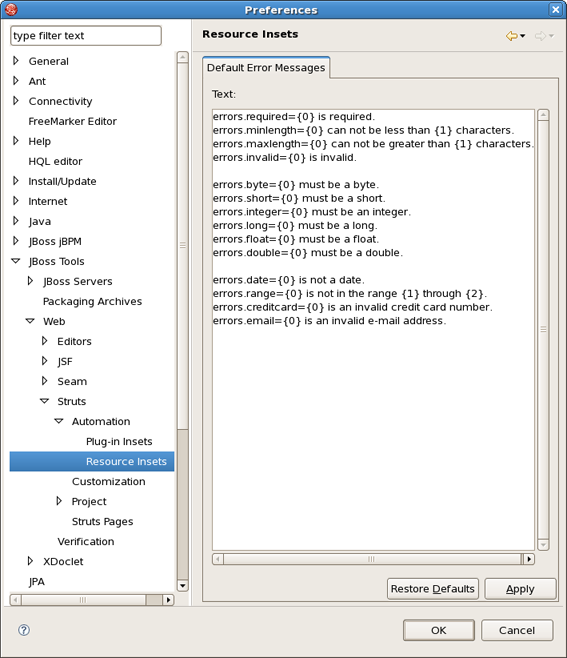 Preferences
type filter text
General
Ant
Connectivity
FreeMarker Editor
Help
HQL editor
Install/Update
Internet
Java
JBoss jBPM
JBoss Tools
JBoss Servers
Packaging Archives
Web
Editors
JSF
Seam
Struts
Automation
Plug-in Insets
Resource Insets
Customization
Project
Struts Pages
Verification
XDoclet
JPA
Resource Insets
Default Error Messages
Text:
errors.required={0} is required.
errors.minlength={0} can not be less than {1} characters.
errors.maxlength={0} can not be greater than {1} characters.
errors.invalid={0} is invalid.
errors.byte={0} must be a byte.
errors.short={0} must be a short.
errors.integer={0} must be an integer.
errors.long={0} must be a long.
errors.float={0} must be a float.
errors.double={0} must be a double.
errors.date={0} is not a date.
errors.range={0} is not in the range {1} through {2}.
errors.creditcard={0} is an invalid credit card number.
errors.email={0} is an invalid e-mail address.
Restore Defaults
Apply
?
OK
Cancel